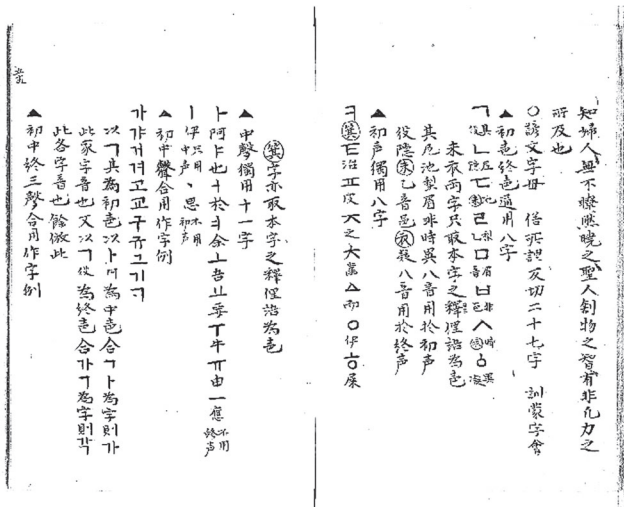 知婦人無不瞭然曉之聖人創物之智有非凡力之
所及也
〇諺文字母 俗所謂反切二十七字 訓蒙字會
▲初聲終聲通用八字
ㄱ其役ㄴ尼隱ㄷ池末ㄹ梨乙ㅁ眉音ㅂ非邑ㅅ時衣ㆁ異凝
末衣兩字只取本字之釋俚語為聲
其尼池梨眉非時異八音用於初声
役隱末乙音邑衣凝八音用於終声
▲初声獨用八字
ㅋ箕ㅌ治ㅍ皮ㅈ之ㅊ齒ㅿ而ㅇ伊ㅎ屎
箕字亦取本字之釋俚語為聲
▲中聲獨用十一字
ㅏ阿ㅑ也ㅓ於ㅕ余ㅗ吾ㅛ要ㅜ牛ㅠ由ㅡ應不用終声
ㅣ伊只用中声ㆍ思不用初声
▲初中聲合用作字例
가갸거겨고교구규그기ᄀᆞ
以ㄱ其為初聲以ㅏ阿為中聲合ㄱㅏ為字則가
此家字音也又以ㄱ役為終聲合가ㄱ為字則각
此各字音也餘倣此
▲初中終三聲合用作字例